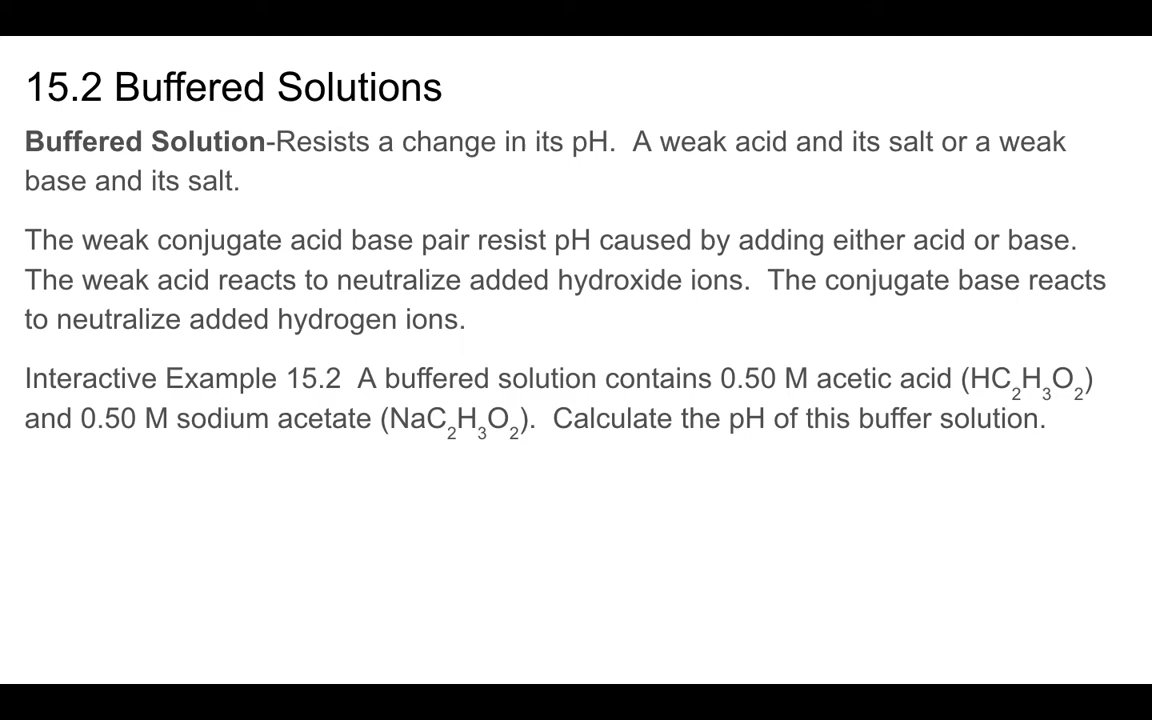 15.2 Buffered Solutions
Buffered Solution-Resists a change in its pH.  A weak acid and its salt or a weak
base and its salt.
The weak conjugate acid base pair resist pH caused by adding either acid or base.
The weak acid reacts to neutralize added hydroxide ions.  The conjugate base reacts
to neutralize added hydrogen ions.
Interactive Example 15.2  A buffered solution contains 0.50 M acetic acid (HC₂H₃O₂)
and 0.50 M sodium acetate (NaC₂H₃O₂).  Calculate the pH of this buffer solution.